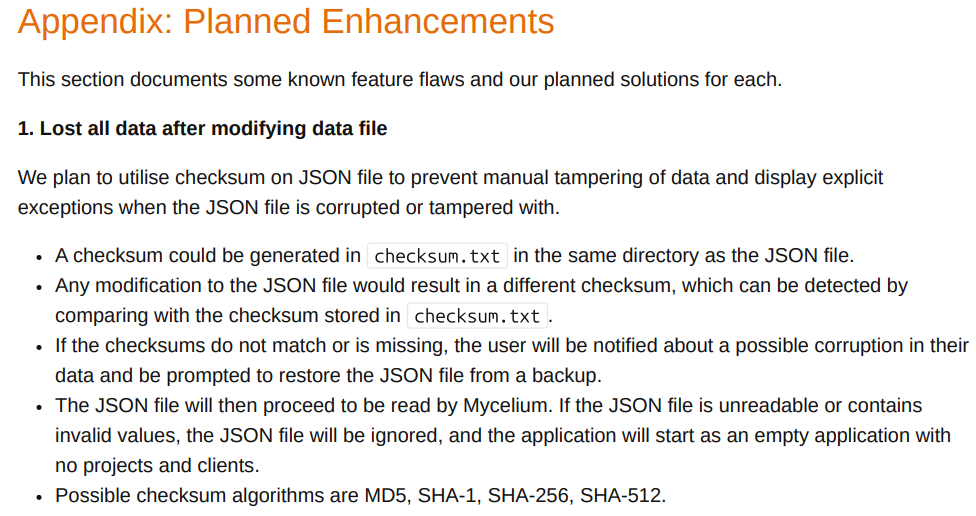 Appendix: Planned Enhancements
This section documents some known feature flaws and our planned solutions for each.
1. Lost all data after modifying data file
We plan to utilise checksum on JSON file to prevent manual tampering of data and display explicit
exceptions when the JSON file is corrupted or tampered with.
• A checksum could be generated in checksum.txt in the same directory as the JSON file.
• Any modification to the JSON file would result in a different checksum, which can be detected by
comparing with the checksum stored in checksum.txt.
• If the checksums do not match or is missing, the user will be notified about a possible corruption in their
data and be prompted to restore the JSON file from a backup.
• The JSON file will then proceed to be read by Mycelium. If the JSON file is unreadable or contains
invalid values, the JSON file will be ignored, and the application will start as an empty application with
no projects and clients.
• Possible checksum algorithms are MD5, SHA-1, SHA-256, SHA-512.